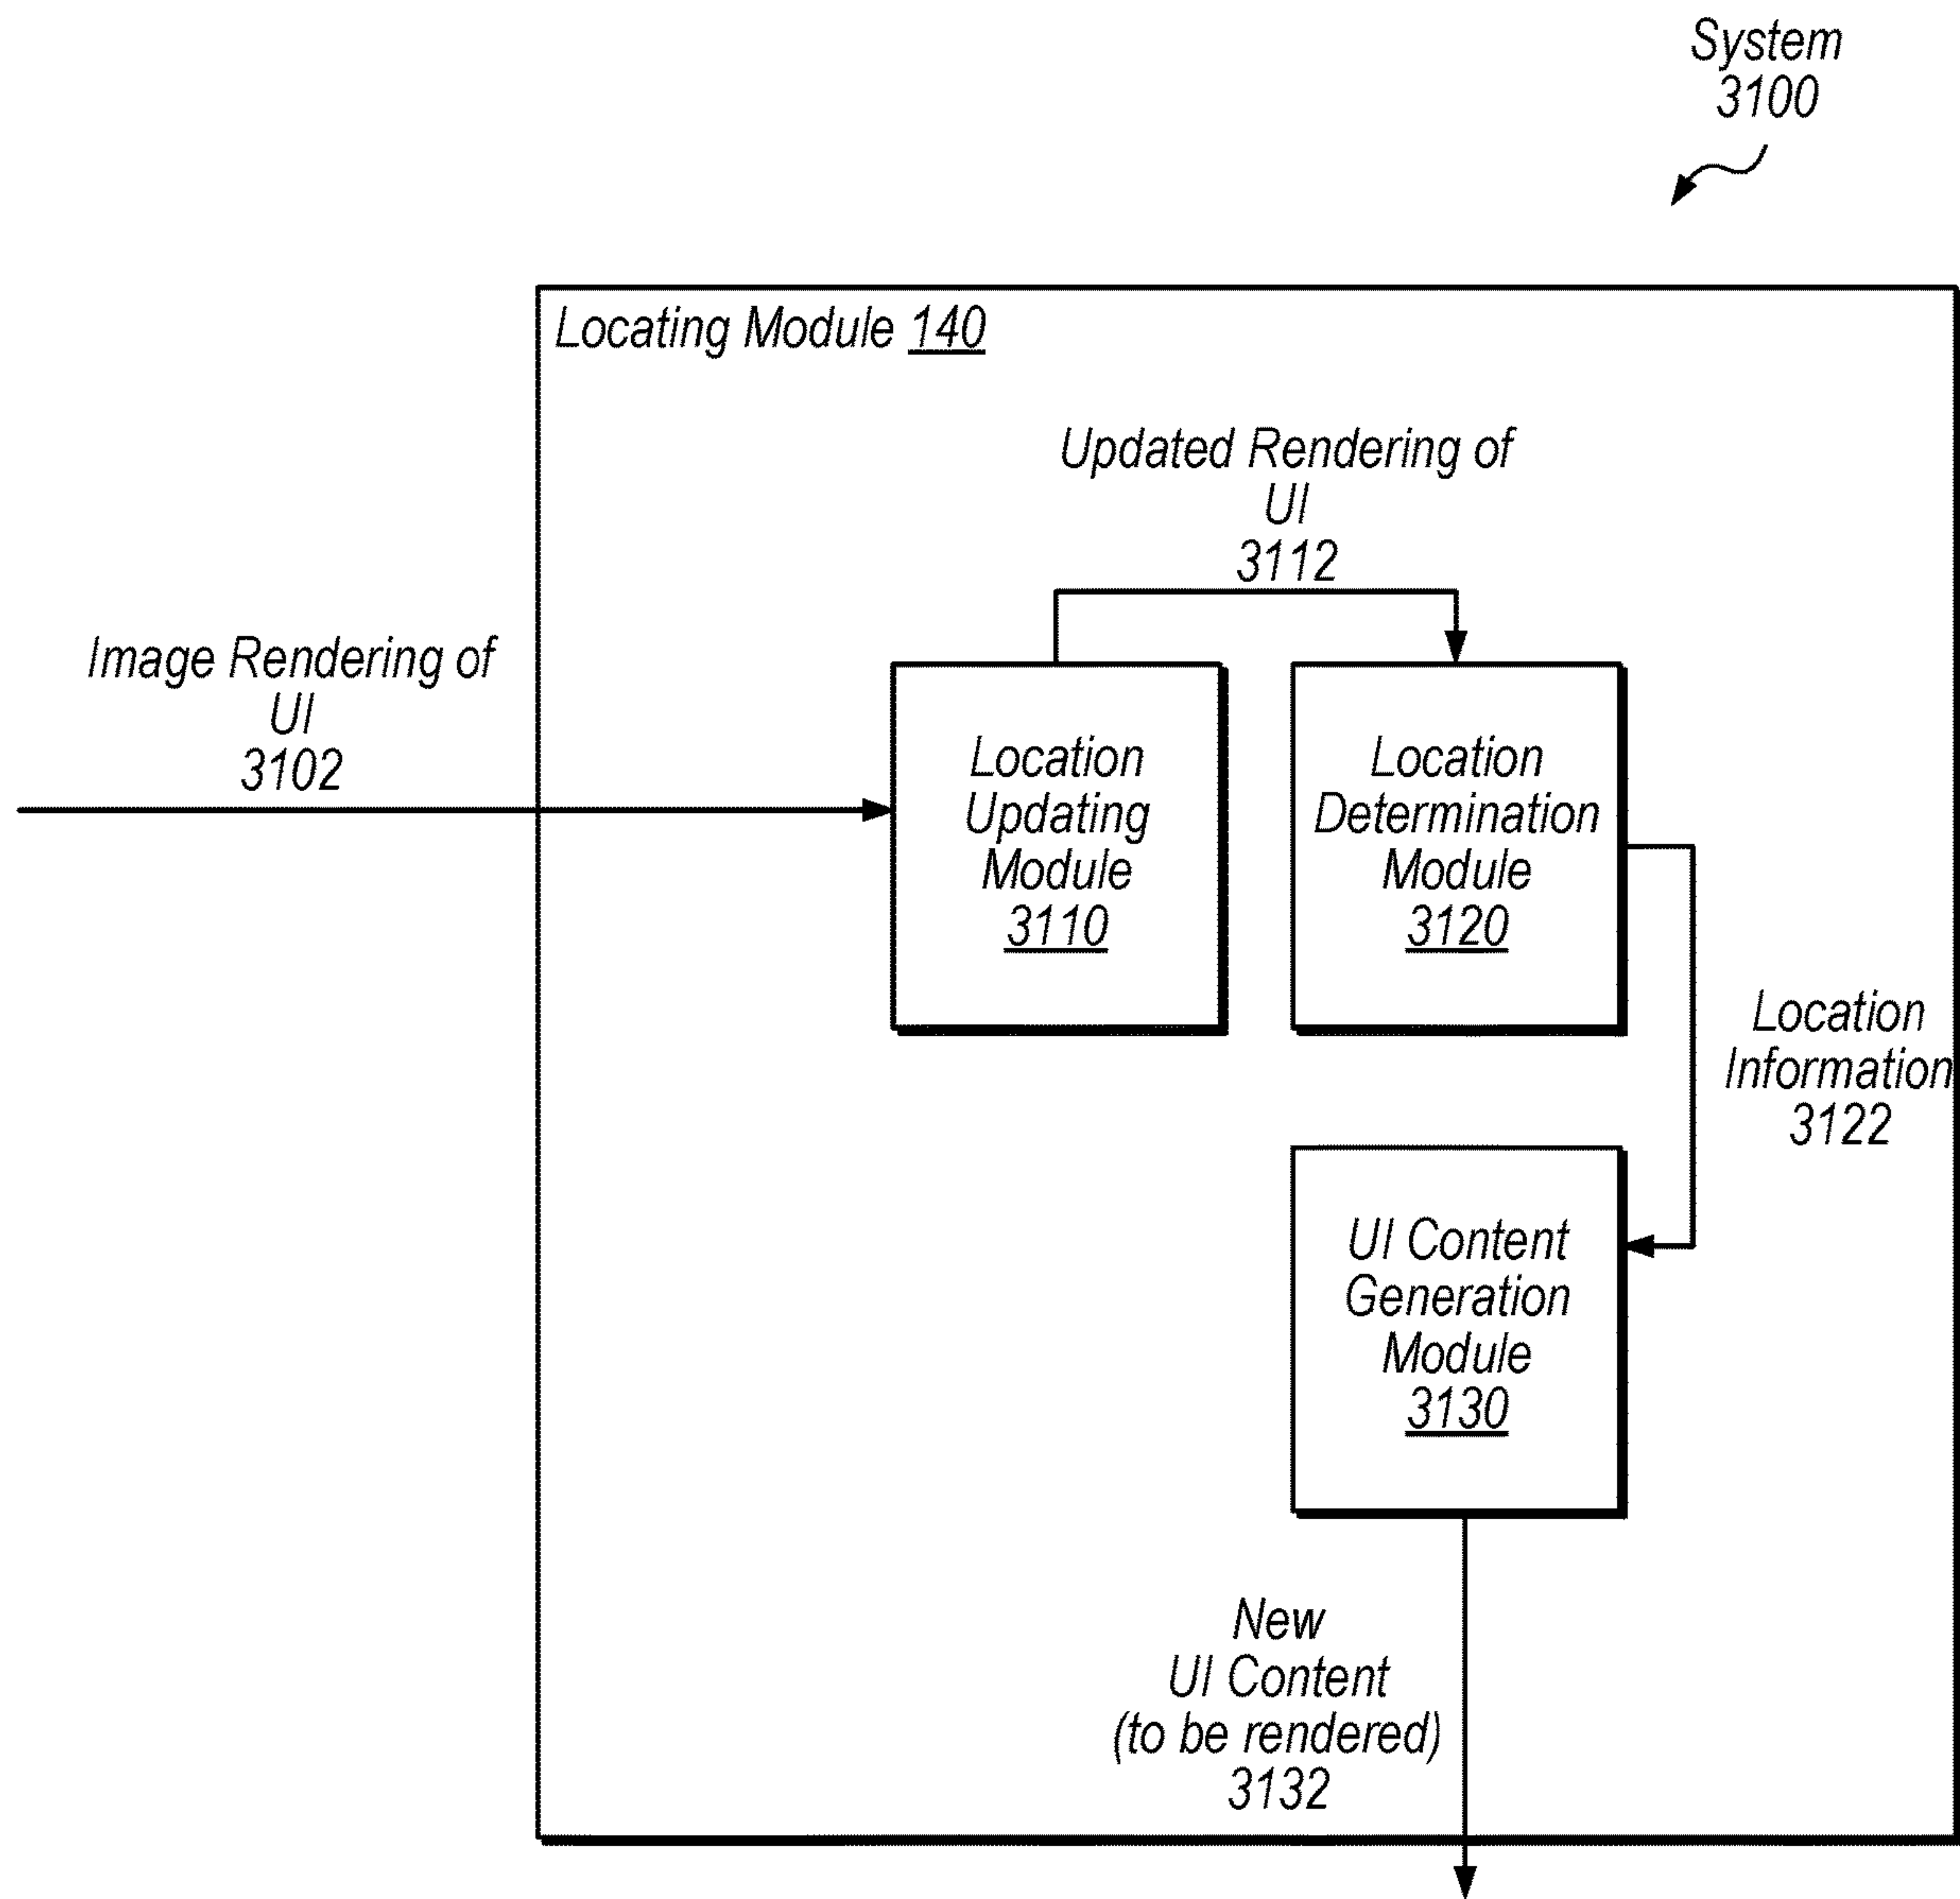 System
3100
Locating Module 140
Updated Rendering of
UI
3112
Image Rendering of
UI
3102
Location
Updating
Module
3110
Location
Determination
Module
3120
Location
Information
3122
UI Content
Generation
Module
3130
New
UI Content
(to be rendered)
3132